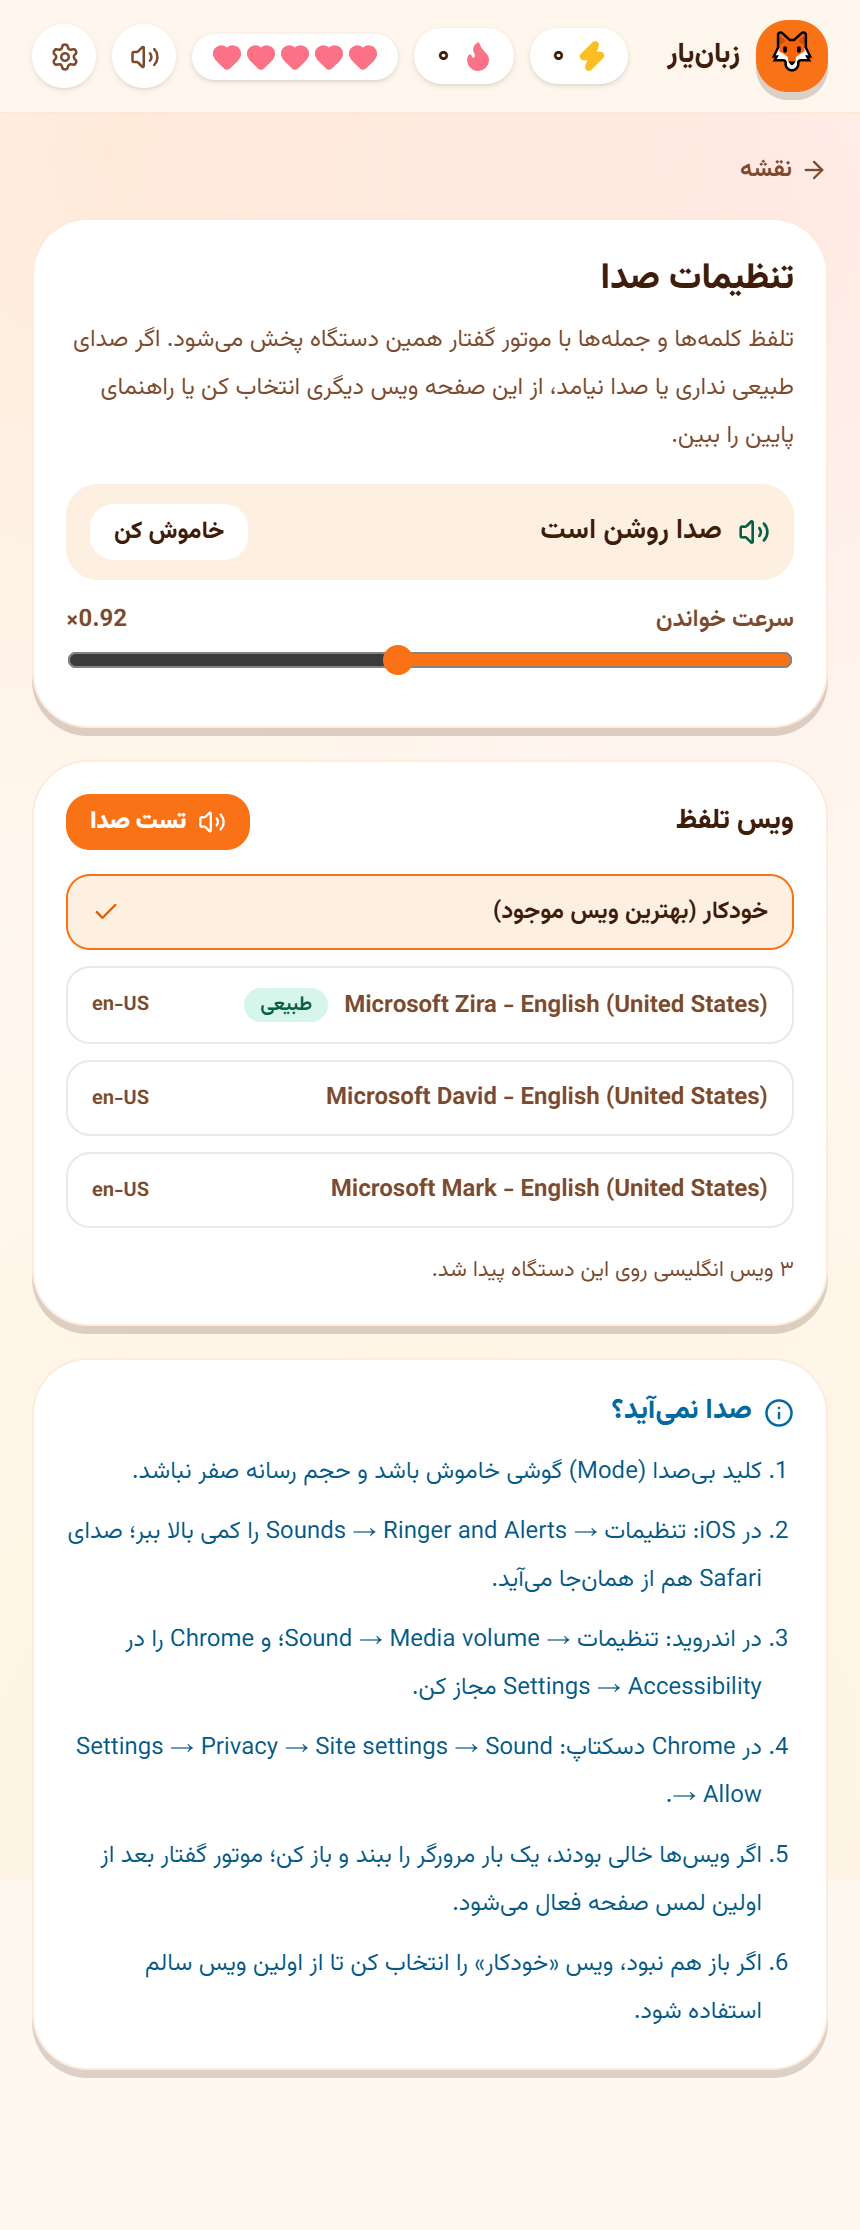 زبان‌یار
۰
۰
نقشه
تنظیمات صدا
تلفظ کلمه‌ها و جمله‌ها با موتور گفتار همین دستگاه پخش می‌شود. اگر صدای
طبیعی نداری یا صدا نیامد، از این صفحه ویس دیگری انتخاب کن یا راهنمای
پایین را ببین.
صدا روشن است
خاموش کن
سرعت خواندن
0.92×
ویس تلفظ
تست صدا
خودکار (بهترین ویس موجود)
Microsoft Zira - English (United States) طبیعی en-US
Microsoft David - English (United States) en-US
Microsoft Mark - English (United States) en-US
۳ ویس انگلیسی روی این دستگاه پیدا شد.
صدا نمی‌آید؟
1. کلید بی‌صدا (Mode) گوشی خاموش باشد و حجم رسانه صفر نباشد.
2. در iOS: تنظیمات → Sounds → Ringer and Alerts را کمی بالا ببر؛ صدای
Safari هم از همان‌جا می‌آید.
3. در اندروید: تنظیمات → Sound → Media volume؛ و Chrome را در
Settings → Accessibility مجاز کن.
4. در Chrome دسکتاپ: Settings → Privacy → Site settings → Sound
→ Allow.
5. اگر ویس‌ها خالی بودند، یک بار مرورگر را ببند و باز کن؛ موتور گفتار بعد از
اولین لمس صفحه فعال می‌شود.
6. اگر باز هم نبود، ویس «خودکار» را انتخاب کن تا از اولین ویس سالم
استفاده شود.